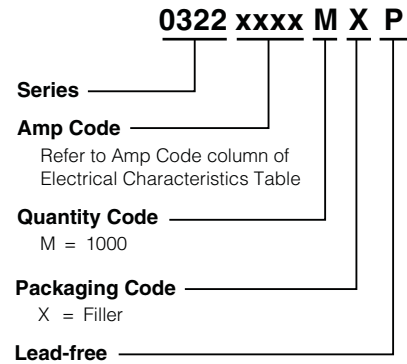 0322 xxxx M X P
Series
Amp Code
Refer to Amp Code column of
Electrical Characteristics Table
Quantity Code
M = 1000
Packaging Code
X = Filler
Lead-free